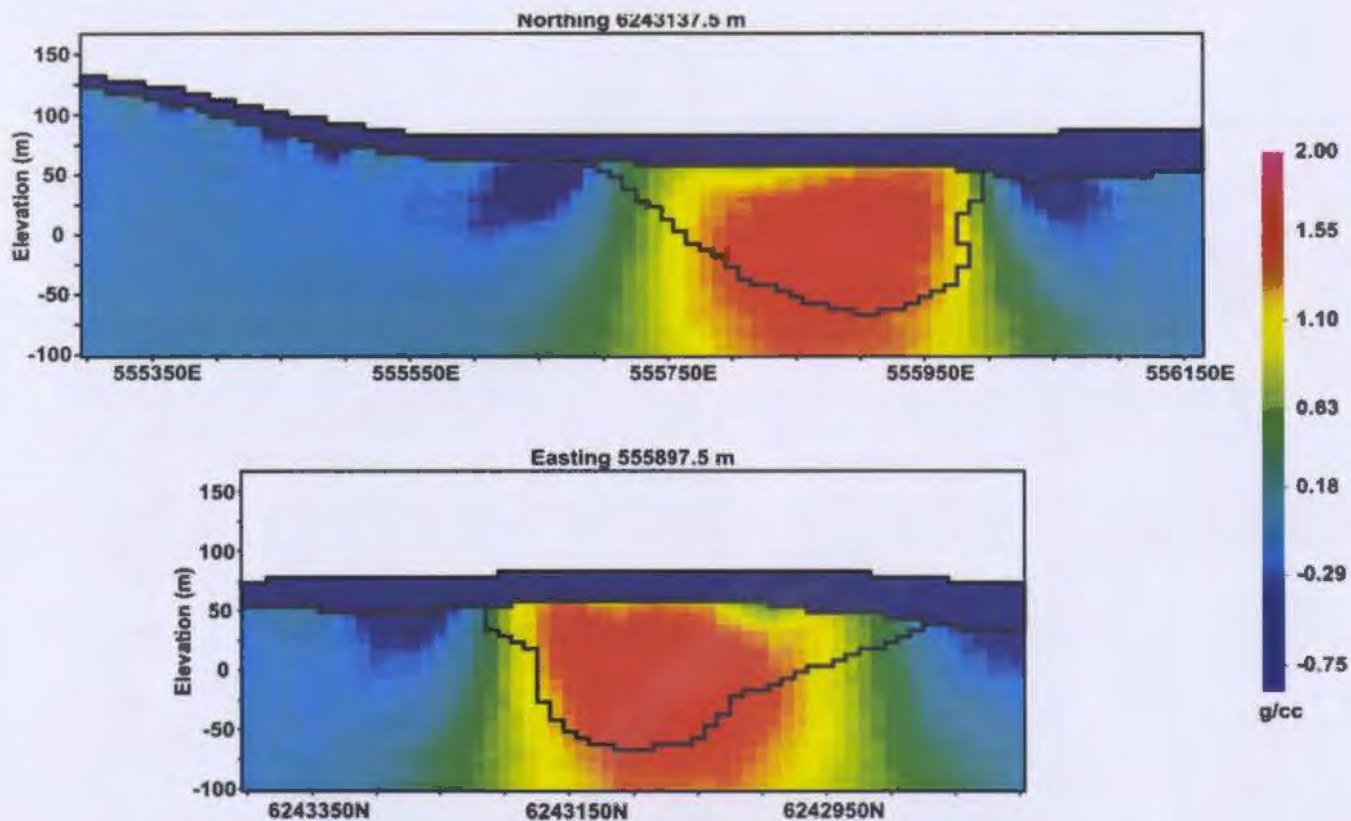 Northing 6243137.5 m
150
100
50
0
-50
-100
Elevation (m)
555350E 555550E 555750E 555950E 556150E
2.00
1.55
1.10
0.63
0.18
-0.29
-0.75
g/cc
Easting 555897.5 m
150
100
50
0
-50
-100
Elevation (m)
6243350N 6243150N 6242950N